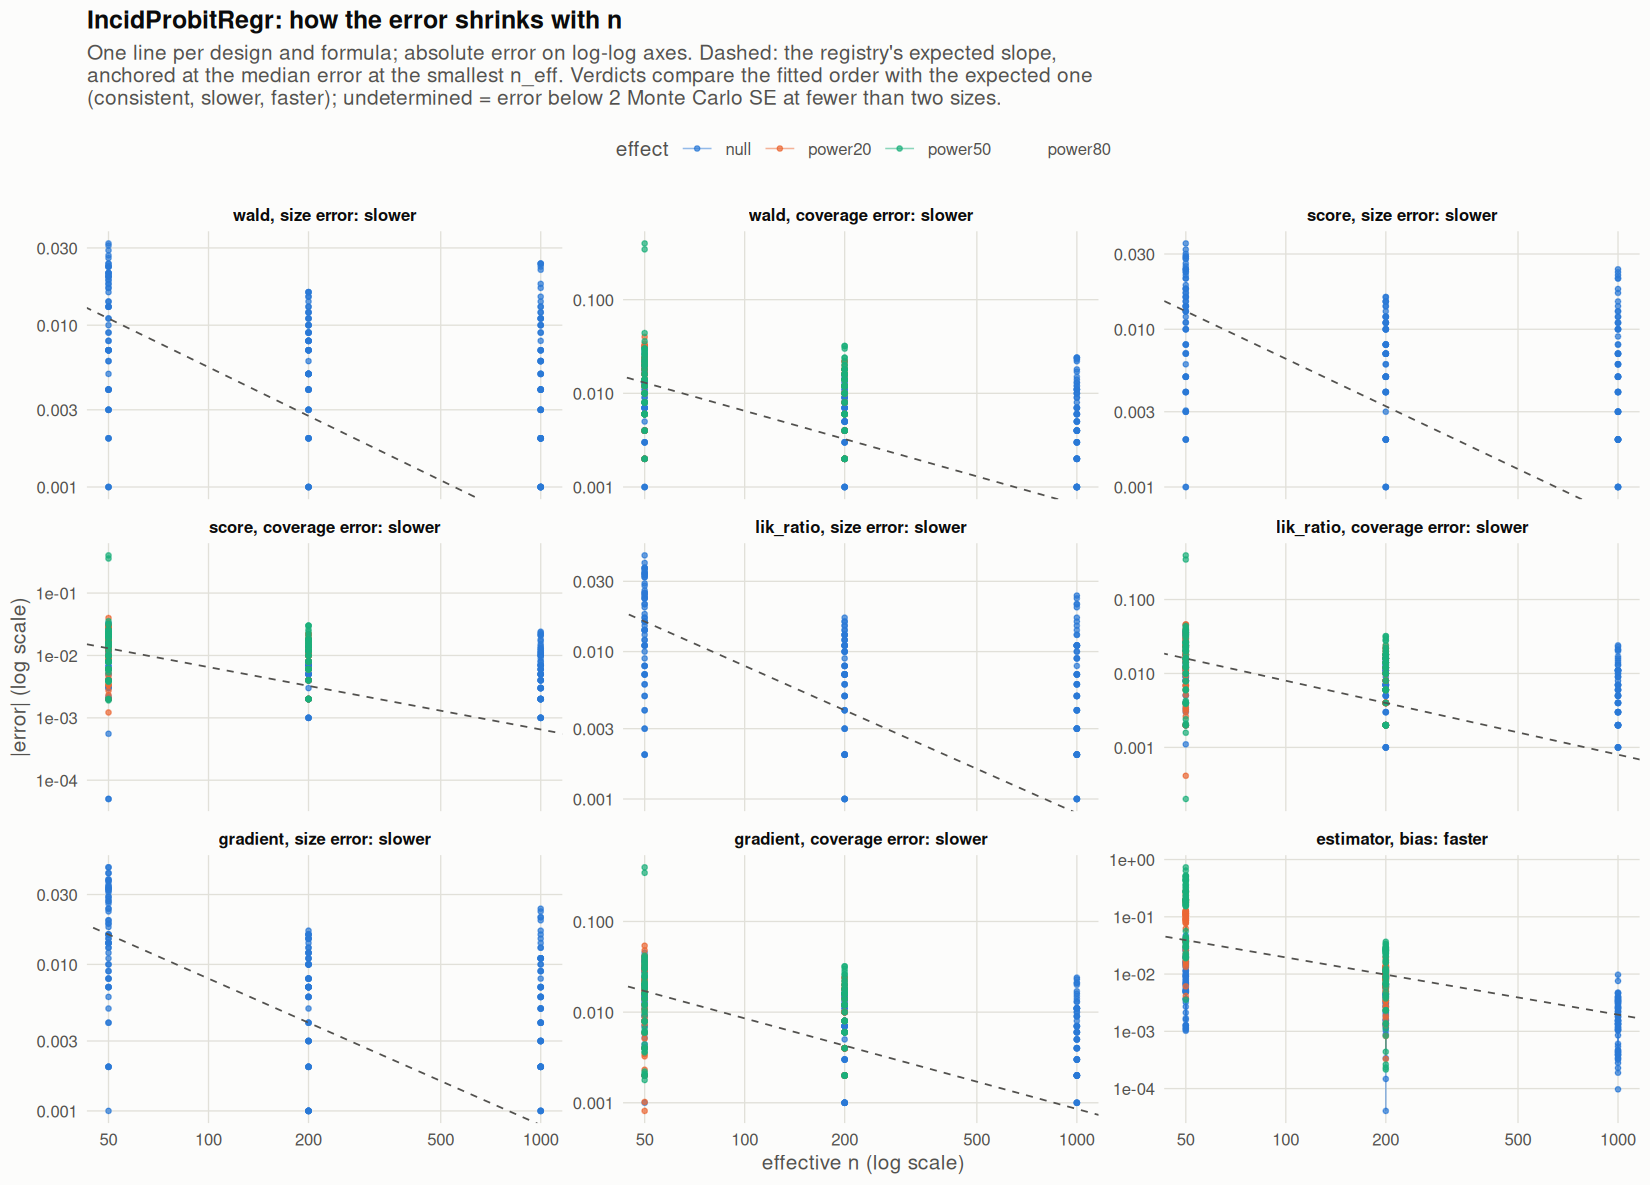 IncidProbitRegr: how the error shrinks with n
One line per design and formula; absolute error on log-log axes. Dashed: the registry's expected slope,
anchored at the median error at the smallest n_eff. Verdicts compare the fitted order with the expected one
(consistent, slower, faster); undetermined = error below 2 Monte Carlo SE at fewer than two sizes.
effect null power20 power50 power80
wald, size error: slower
0.030
0.010
0.003
0.001
wald, coverage error: slower
0.100
0.010
0.001
score, size error: slower
0.030
0.010
0.003
0.001
score, coverage error: slower
1e-01
1e-02
1e-03
1e-04
lik_ratio, size error: slower
0.030
0.010
0.003
0.001
lik_ratio, coverage error: slower
0.100
0.010
0.001
gradient, size error: slower
0.030
0.010
0.003
0.001
50 100 200 500 1000
gradient, coverage error: slower
0.100
0.010
0.001
50 100 200 500 1000
estimator, bias: faster
1e+00
1e-01
1e-02
1e-03
1e-04
50 100 200 500 1000
|error| (log scale)
effective n (log scale)